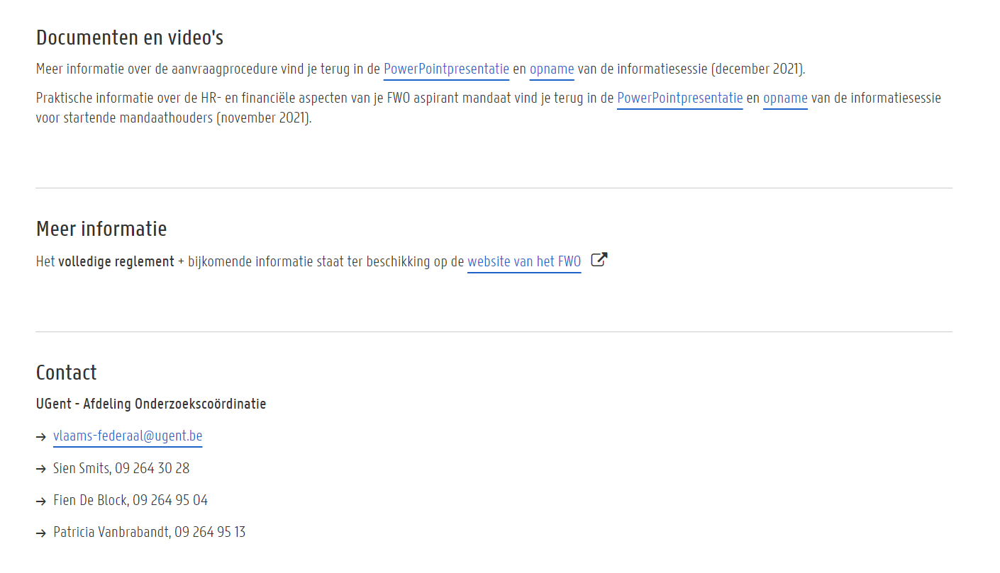 Documenten en video's
Meer informatie over de aanvraagprocedure vind je terug in de PowerPointpresentatie en opname van de informatiesessie (december 2021).
Praktische informatie over de HR- en financiële aspecten van je FWO aspirant mandaat vind je terug in de PowerPointpresentatie en opname van de informatiesessie
voor startende mandaathouders (november 2021).
Meer informatie
Het volledige reglement + bijkomende informatie staat ter beschikking op de website van het FWO
Contact
UGent - Afdeling Onderzoekscoördinatie
→ vlaams-federaal@ugent.be
→ Sien Smits, 09 264 30 28
→ Fien De Block, 09 264 95 04
→ Patricia Vanbrabandt, 09 264 95 13